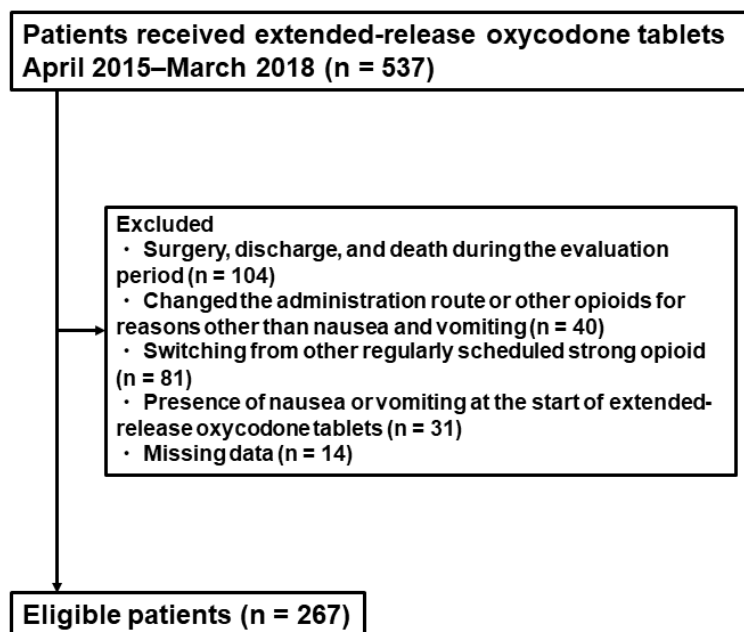 Patients received extended-release oxycodone tablets
April 2015–March 2018 (n = 537)
Excluded
・ Surgery, discharge, and death during the evaluation
period (n = 104)
・ Changed the administration route or other opioids for
reasons other than nausea and vomiting (n = 40)
・ Switching from other regularly scheduled strong opioid
(n = 81)
・ Presence of nausea or vomiting at the start of extended-
release oxycodone tablets (n = 31)
・ Missing data (n = 14)
Eligible patients (n = 267)